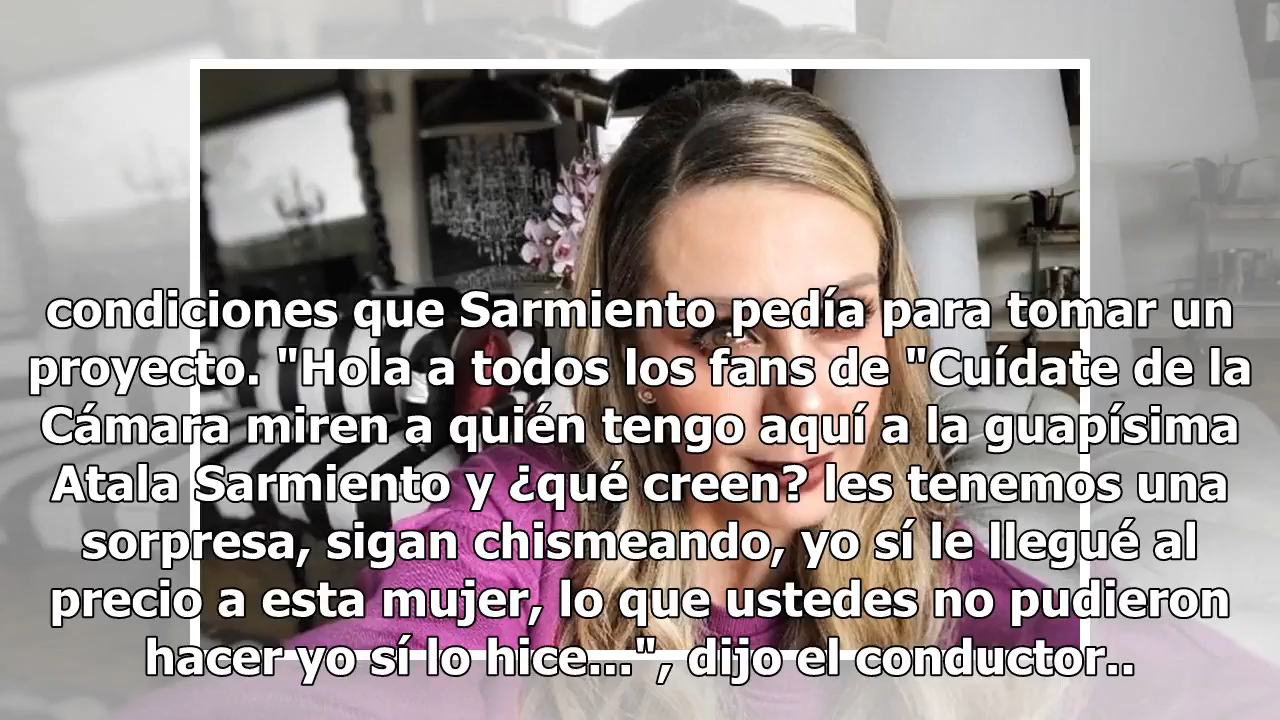 condiciones que Sarmiento pedía para tomar un
proyecto. "Hola a todos los fans de "Cuídate de la
Cámara miren a quién tengo aquí a la guapísima
Atala Sarmiento y ¿qué creen? les tenemos una
sorpresa, sigan chismeando, yo sí le llegué al
precio a esta mujer, lo que ustedes no pudieron
hacer yo sí lo hice...", dijo el conductor..